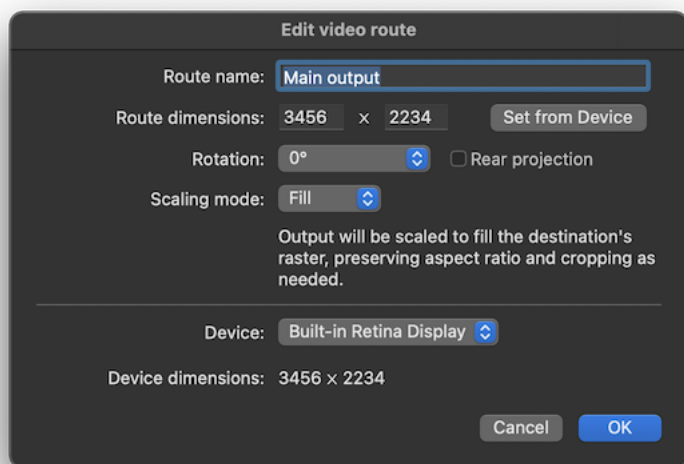 Edit video route
Route name: Main output
Route dimensions: 3456 x 2234 Set from Device
Rotation: 0° Rear projection
Scaling mode: Fill
Output will be scaled to fill the destination's
raster, preserving aspect ratio and cropping as
needed.
Device: Built-in Retina Display
Device dimensions: 3456 x 2234
Cancel OK